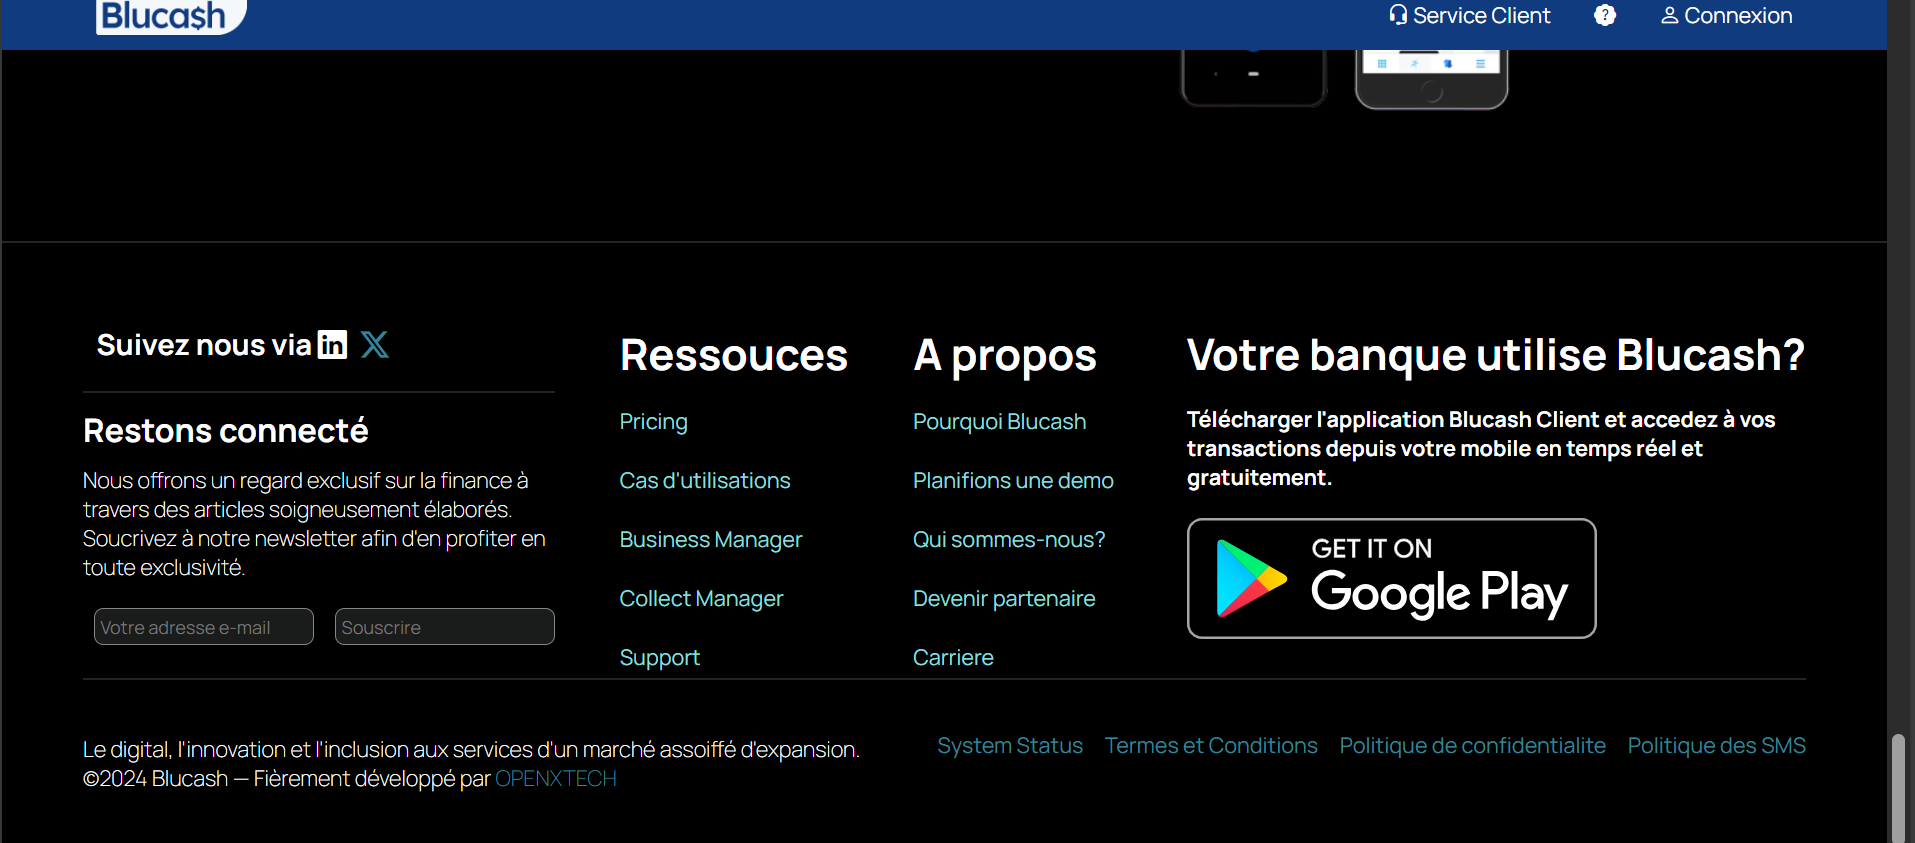 Blucash
Service Client
?
Connexion
Suivez nous via
Restons connecté
Nous offrons un regard exclusif sur la finance à
travers des articles soigneusement élaborés.
Soucrivez à notre newsletter afin d'en profiter en
toute exclusivité.
Votre adresse e-mail
Souscrire
Ressouces
Pricing
Cas d'utilisations
Business Manager
Collect Manager
Support
A propos
Pourquoi Blucash
Planifions une demo
Qui sommes-nous?
Devenir partenaire
Carriere
Votre banque utilise Blucash?
Télécharger l'application Blucash Client et accedez à vos
transactions depuis votre mobile en temps réel et
gratuitement.
GET IT ON
Google Play
Le digital, l'innovation et l'inclusion aux services d'un marché assoiffé d'expansion.
©2024 Blucash — Fièrement développé par OPENXTECH
System Status
Termes et Conditions
Politique de confidentialite
Politique des SMS